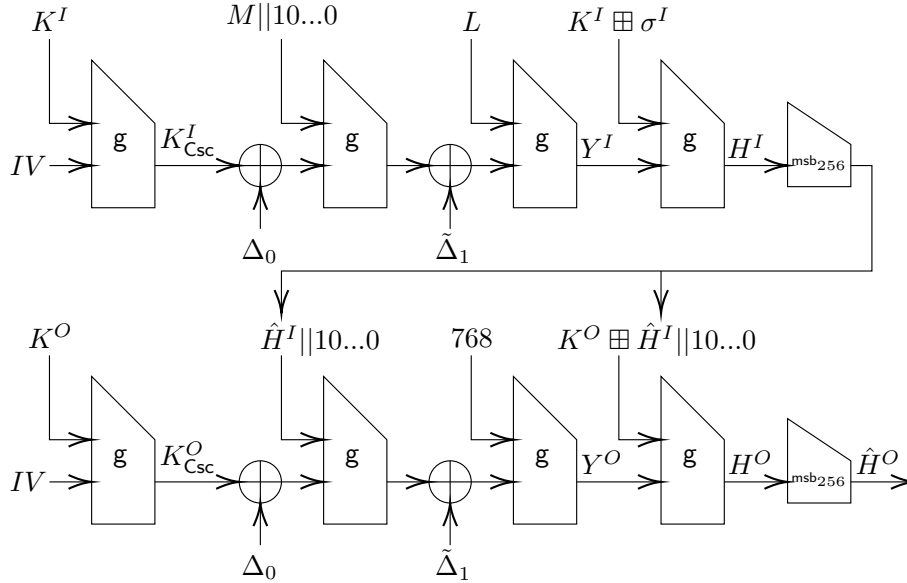 K^I M||10...0 L K^I ⊞ σ^I
g g g g
K^I_Csc Y^I H^I msb_256
IV
Δ_0 Δ̃_1
K^O Ĥ^I||10...0 768 K^O ⊞ Ĥ^I||10...0
g g g g
K^O_Csc Y^O H^O msb_256 Ĥ^O
IV
Δ_0 Δ̃_1